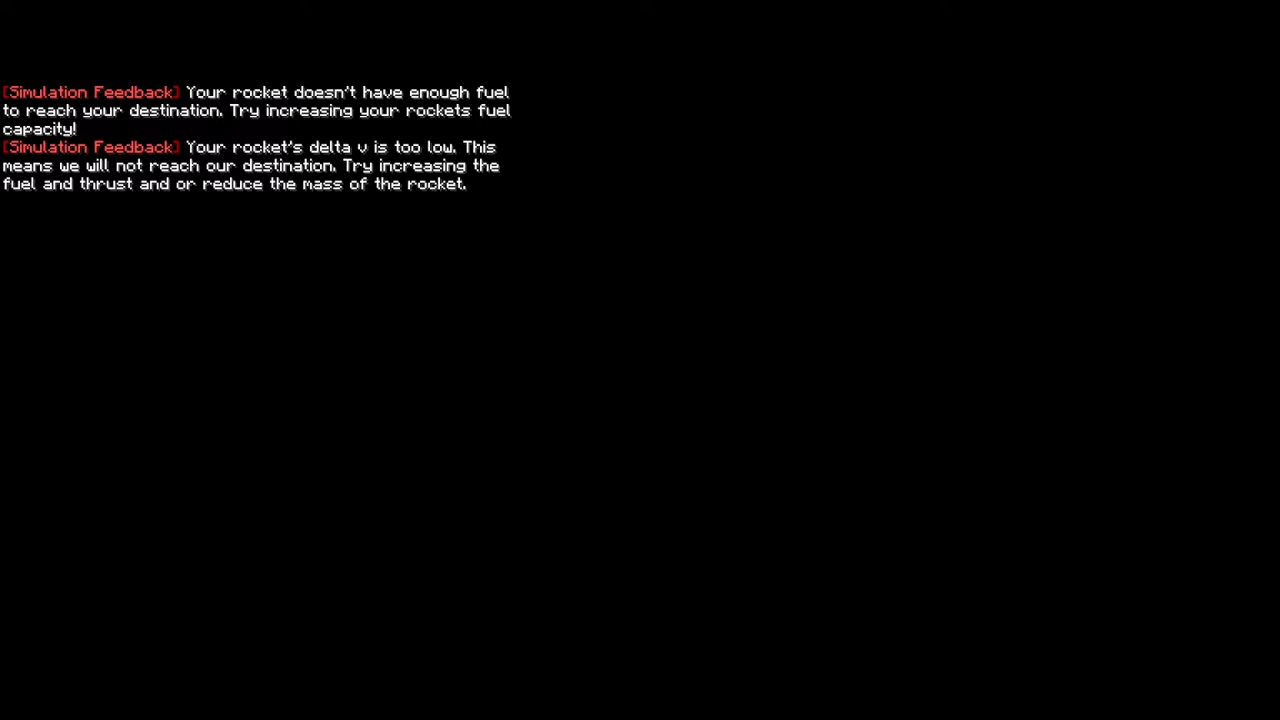 [Simulation Feedback] Your rocket doesn't have enough fuel
to reach your destination. Try increasing your rockets fuel
capacity!
[Simulation Feedback] Your rocket's delta v is too low. This
means we will not reach our destination. Try increasing the
fuel and thrust and or reduce the mass of the rocket.